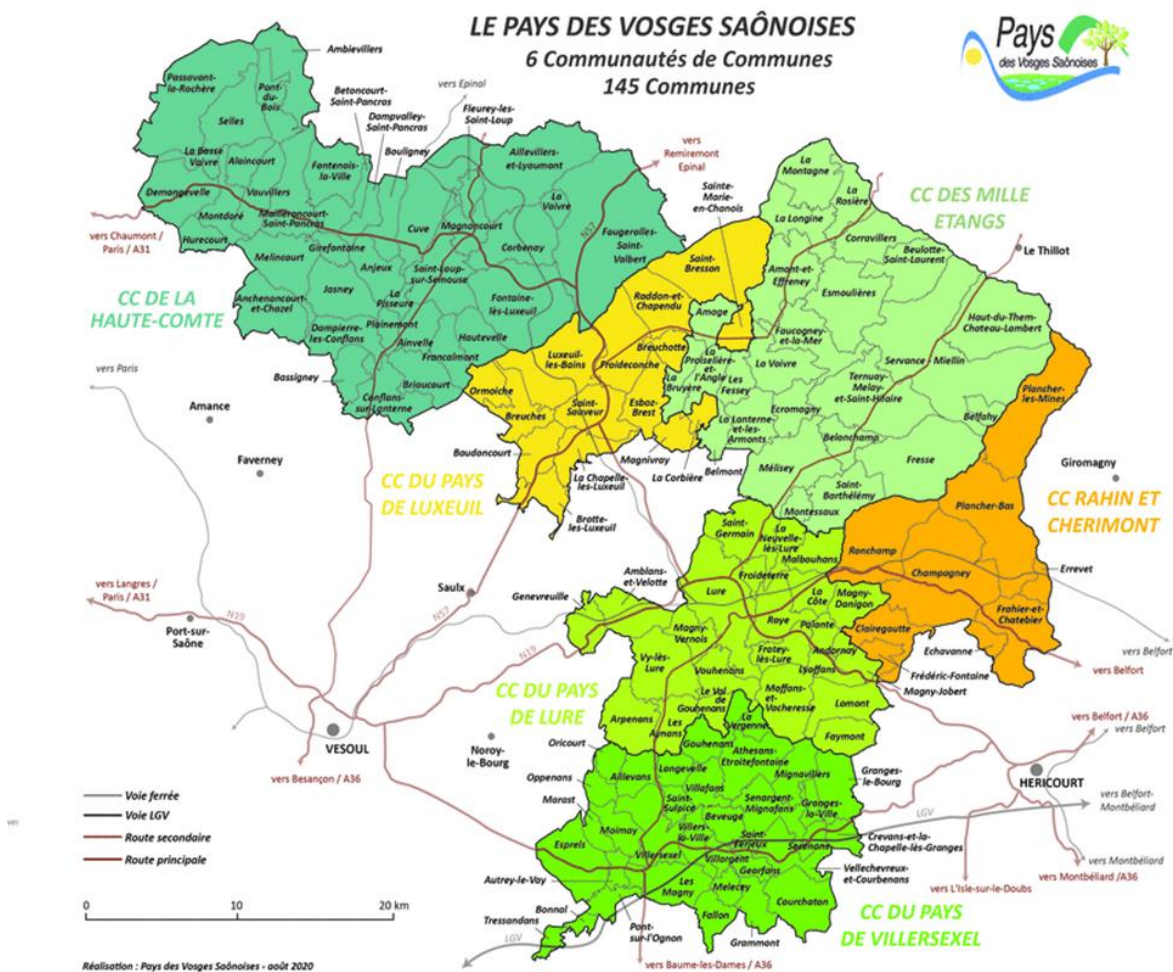 LE PAYS DES VOSGES SAÔNOISES
6 Communautés de Communes
145 Communes
Pays
des Vosges Saônoises
Ambievillers
Passavant-
la-Rochère
Pont-
du-
Bois
Selles
Betoncourt-
Saint-Pancras
Dampvalley-
Saint-Pancras
Bouligney
vers Epinal
Fleurey-les-
Saint-Loup
La Basse
Vaivre
Alaincourt
Fontenois-
la-Ville
Aillevillers-
et-Lyaumont
vers
Remiremont
Epinal
Demangevelle
Vauvillers
Montdoré
Mailleroncourt-
Saint-Pancras
Cuve
Magnoncourt
La
Vaivre
N57
vers Chaumont /
Paris / A31
Hurecourt
Melincourt
Girefontaine
Anjeux
Corbenay
Fougerolles-
Saint-
Valbert
Saint-Loup-
sur-Semouse
Jasney
La
Pisseure
Fontaine-
lès-Luxeuil
CC DE LA
HAUTE-COMTE
Anchenoncourt-
et-Chazel
Dampierre-
les-Conflans
Plainemont
Ainvelle
Hautevelle
Francalmont
Bassigney
Briaucourt
Conflans-
sur-Lanterne
Sainte-
Marie-
en-Chanois
La
Montagne
La
Rosière
CC DES MILLE
ETANGS
La Longine
Corravillers
Beulotte-
Saint-Laurent
Le Thillot
Saint-
Bresson
Amont-et-
Effreney
Esmoulières
Raddon-et-
Chapendu
Amage
Haut-du-Them-
Chateau-Lambert
Faucogney-
et-la-Mer
Breuchotte
Luxeuil-
les-Bains
Froideconche
La
Proiselière-
et-
l'Angle
La Voivre
Servance - Miellin
La
Bruyère
Les
Fessey
Ternuay-
Melay-
et-Saint-Hilaire
Plancher-
les-Mines
Ormoiche
Saint-
Sauveur
Esboz-
Brest
Ecromagny
Breuches
La Lanterne-
et-les-
Armonts
Belfahy
Belonchamp
Baudoncourt
Magnivray
La Corbière
Belmont
Mélisey
Fresse
Giromagny
CC DU PAYS
DE LUXEUIL
La Chapelle-
les-Luxeuil
Saint-
Barthélémy
CC RAHIN ET
CHERIMONT
Brotte-
les-Luxeuil
Montessaux
Plancher-Bas
vers Paris
Amance
Faverney
Saint-
Germain
La
Neuvelle-
lès-Lure
Malbouhans
Ronchamp
Champagney
Errevet
vers Langres /
Paris / A31
Amblans-
et-Velotte
Saulx
Genevreuille
Froideterre
Lure
La
Côte
Magny-
Danigon
Frahier-et-
Chatebier
N19
N57
Port-sur-
Saône
Magny-
Vernois
Roye
Palante
Clairegoutte
vers Belfort
Echavanne
N19
Vy-lès-
Lure
Frotey-
lès-Lure
Andornay
Lyoffans
Frédéric-Fontaine
vers Belfort
Vouhenans
Magny-Jobert
CC DU PAYS
DE LURE
Le Val
de
Gouhenans
Moffans-
et-
Vacheresse
Lomont
La
Vergenne
Arpenans
Les
Aynans
vers Belfort / A36
VESOUL
Noroy-
le-Bourg
Faymont
vers Belfort
Oricourt
Gouhenans
Athesans-
Etroitefontaine
vers Besançon / A36
Oppenans
Aillevans
Longevelle
Mignavillers
Granges-
le-Bourg
HERICOURT
Villafans
Voie ferrée
Voie LGV
Route secondaire
Route principale
Marast
Saint-
Sulpice
Senargent-
Mignafans
Granges-
la-Ville
vers Belfort-
Montbéliard
Beveuge
LGV
Moimay
Villers-
la-Ville
Saint-
Ferjeux
Crevans-et-la-
Chapelle-lès-Granges
Esprels
Villersexel
Secenans
Villargent
vers Montbéliard
Georfans
Vellechevreux-
et-Courbenans
Autrey-le-Vay
Les
Magny
Melecey
vers L'Isle-sur-le-Doubs
vers Montbéliard /A36
Courchaton
Bonnal
Tressandans
Fallon
CC DU PAYS
DE VILLERSEXEL
Pont-
sur-l'Ognon
Grammont
LGV
vers Baume-les-Dames / A36
0 10 20 km
Réalisation : Pays des Vosges Saônoises - août 2020